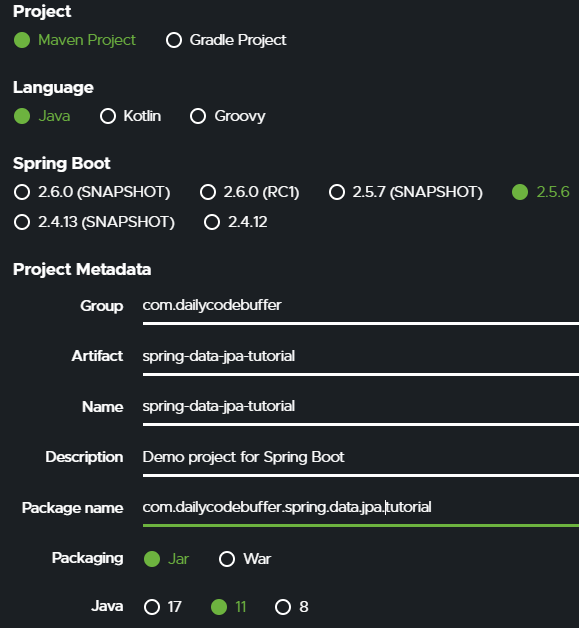 Project
Maven Project Gradle Project
Language
Java Kotlin Groovy
Spring Boot
2.6.0 (SNAPSHOT) 2.6.0 (RC1) 2.5.7 (SNAPSHOT) 2.5.6
2.4.13 (SNAPSHOT) 2.4.12
Project Metadata
Group com.dailycodebuffer
Artifact spring-data-jpa-tutorial
Name spring-data-jpa-tutorial
Description Demo project for Spring Boot
Package name com.dailycodebuffer.spring.data.jpa.tutorial
Packaging Jar War
Java 17 11 8